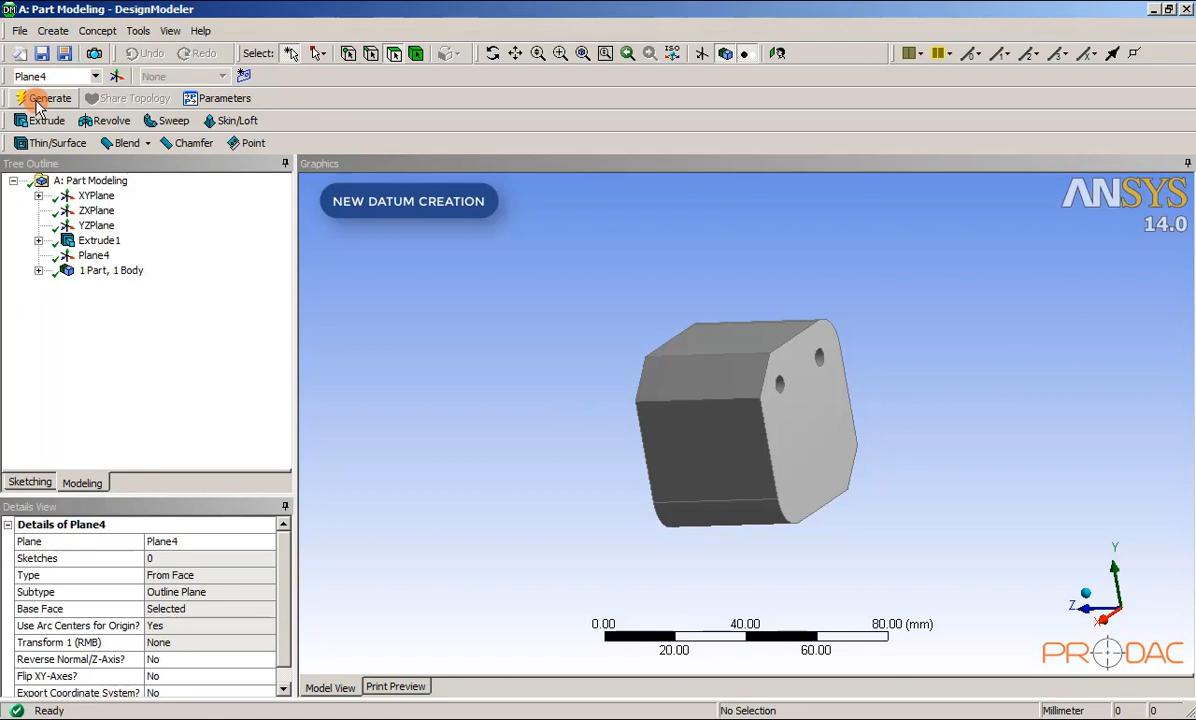 A: Part Modeling - DesignModeler
File Create Concept Tools View Help
Undo Redo Select:
Plane4 None
Generate Share Topology Parameters
Extrude Revolve Sweep Skin/Loft
Thin/Surface Blend Chamfer Point
Tree Outline
Graphics
A: Part Modeling
XYPlane
ZXPlane
YZPlane
Extrude1
Plane4
1 Part, 1 Body
NEW DATUM CREATION
ANSYS
14.0
Sketching Modeling
Details View
Details of Plane4
Plane Plane4
Sketches 0
Type From Face
Subtype Outline Plane
Base Face Selected
Use Arc Centers for Origin? Yes
Transform 1 (RMB) None
Reverse Normal/Z-Axis? No
Flip XY-Axes? No
Export Coordinate System? No
0.00 40.00 80.00 (mm)
20.00 60.00
Y
Z
X
PRODAC
Model View Print Preview
Ready No Selection Millimeter 0 0